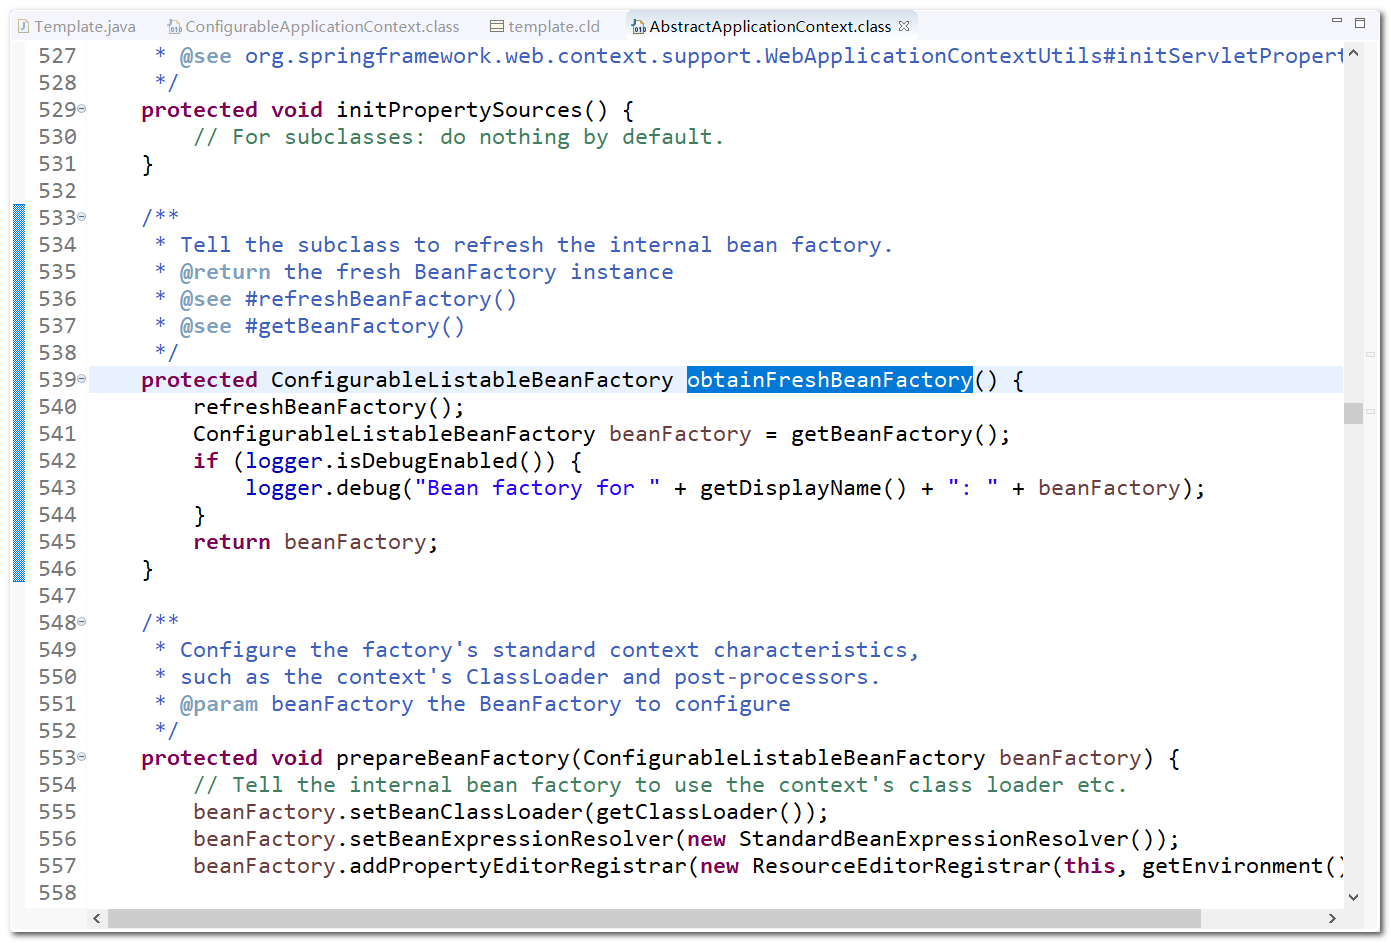 Template.java ConfigurableApplicationContext.class template.cld AbstractApplicationContext.class
527 * @see org.springframework.web.context.support.WebApplicationContextUtils#initServletPropert
528 */
529 protected void initPropertySources() {
530 // For subclasses: do nothing by default.
531 }
532
533 /**
534 * Tell the subclass to refresh the internal bean factory.
535 * @return the fresh BeanFactory instance
536 * @see #refreshBeanFactory()
537 * @see #getBeanFactory()
538 */
539 protected ConfigurableListableBeanFactory obtainFreshBeanFactory() {
540 refreshBeanFactory();
541 ConfigurableListableBeanFactory beanFactory = getBeanFactory();
542 if (logger.isDebugEnabled()) {
543 logger.debug("Bean factory for " + getDisplayName() + ": " + beanFactory);
544 }
545 return beanFactory;
546 }
547
548 /**
549 * Configure the factory's standard context characteristics,
550 * such as the context's ClassLoader and post-processors.
551 * @param beanFactory the BeanFactory to configure
552 */
553 protected void prepareBeanFactory(ConfigurableListableBeanFactory beanFactory) {
554 // Tell the internal bean factory to use the context's class loader etc.
555 beanFactory.setBeanClassLoader(getClassLoader());
556 beanFactory.setBeanExpressionResolver(new StandardBeanExpressionResolver());
557 beanFactory.addPropertyEditorRegistrar(new ResourceEditorRegistrar(this, getEnvironment()
558